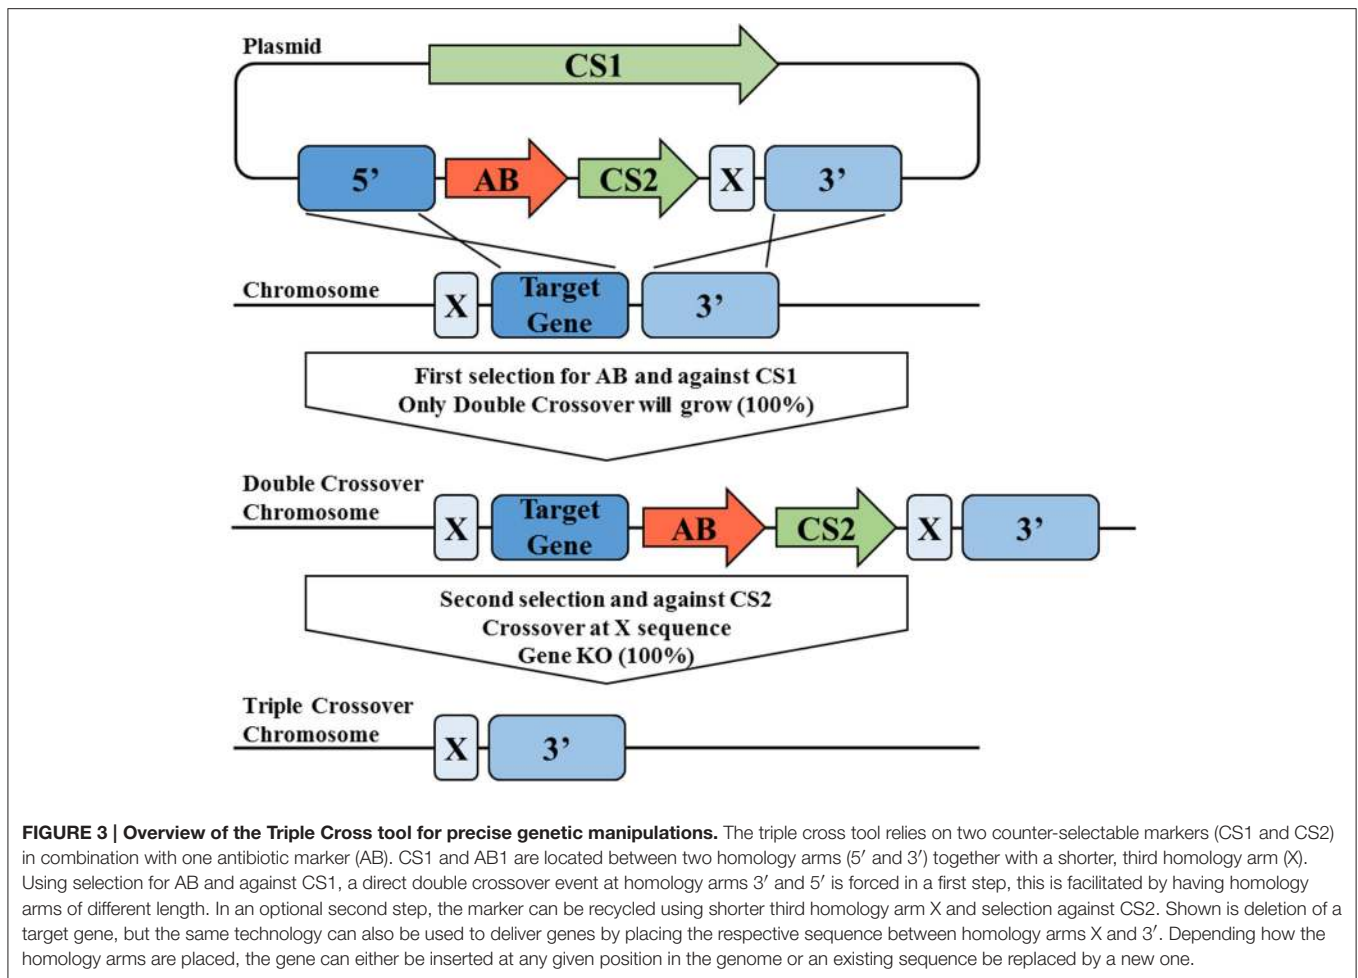 Plasmid
CS1
5’ AB CS2 X 3’
Chromosome
X Target Gene 3’
First selection for AB and against CS1
Only Double Crossover will grow (100%)
Double Crossover
Chromosome
X Target Gene AB CS2 X 3’
Second selection and against CS2
Crossover at X sequence
Gene KO (100%)
Triple Crossover
Chromosome
X 3’
FIGURE 3 | Overview of the Triple Cross tool for precise genetic manipulations. The triple cross tool relies on two counter-selectable markers (CS1 and CS2)
in combination with one antibiotic marker (AB). CS1 and AB1 are located between two homology arms (5′ and 3′) together with a shorter, third homology arm (X).
Using selection for AB and against CS1, a direct double crossover event at homology arms 3′ and 5′ is forced in a first step, this is facilitated by having homology
arms of different length. In an optional second step, the marker can be recycled using shorter third homology arm X and selection against CS2. Shown is deletion of a
target gene, but the same technology can also be used to deliver genes by placing the respective sequence between homology arms X and 3′. Depending how the
homology arms are placed, the gene can either be inserted at any given position in the genome or an existing sequence be replaced by a new one.